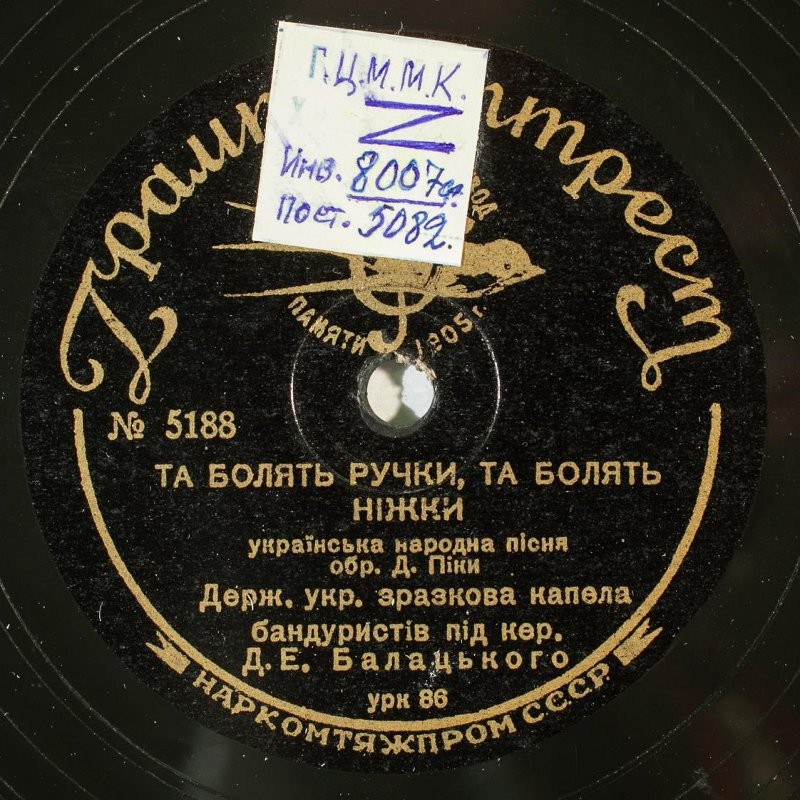 Г.Ц.М.М.К.
Инв. 8007
Пост. 5082.
ПАМЯТИ 1905 г.
№ 5188
ТА БОЛЯТЬ РУЧКИ, ТА БОЛЯТЬ
НІЖКИ
українська народна пісня
обр. Д. Піки
Держ. укр. зразкова капела
бандуристів під кер.
Д. Е. Балацького
урк 86
НАРКОМТЯЖПРОМ СССР